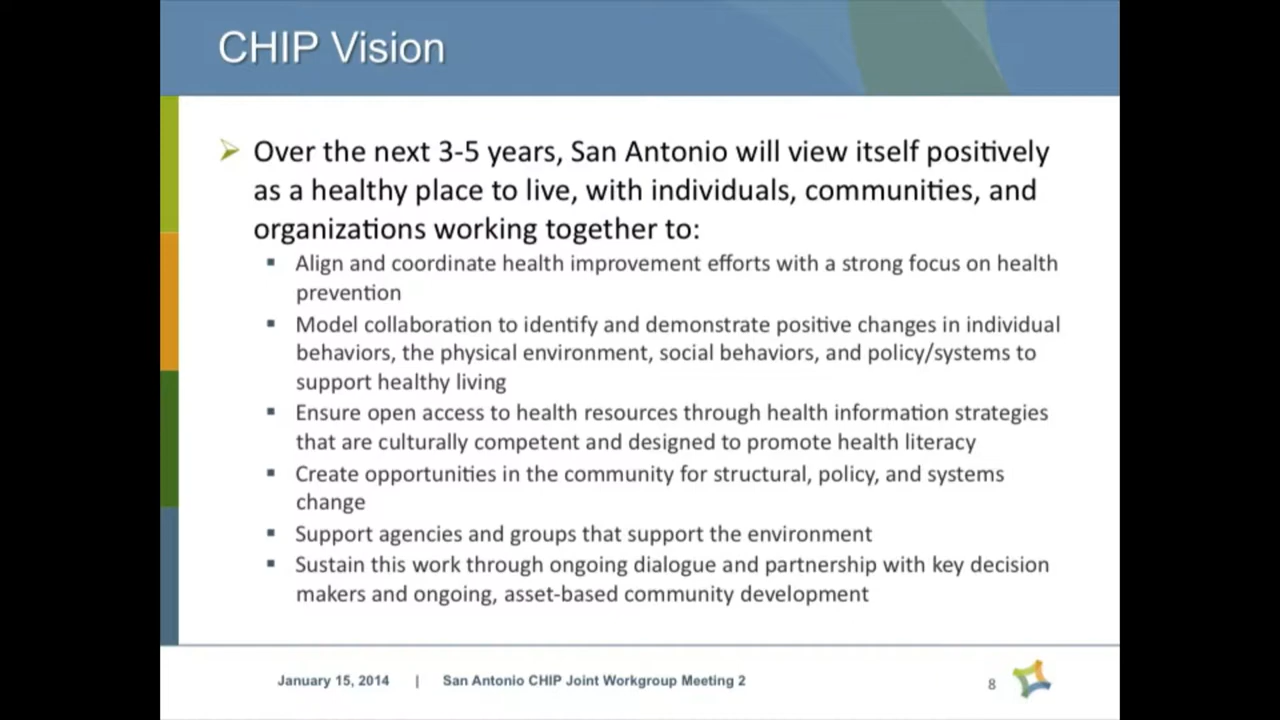 CHIP Vision
Over the next 3-5 years, San Antonio will view itself positively
as a healthy place to live, with individuals, communities, and
organizations working together to:
Align and coordinate health improvement efforts with a strong focus on health
prevention
Model collaboration to identify and demonstrate positive changes in individual
behaviors, the physical environment, social behaviors, and policy/systems to
support healthy living
Ensure open access to health resources through health information strategies
that are culturally competent and designed to promote health literacy
Create opportunities in the community for structural, policy, and systems
change
Support agencies and groups that support the environment
Sustain this work through ongoing dialogue and partnership with key decision
makers and ongoing, asset-based community development
January 15, 2014 | San Antonio CHIP Joint Workgroup Meeting 2 8